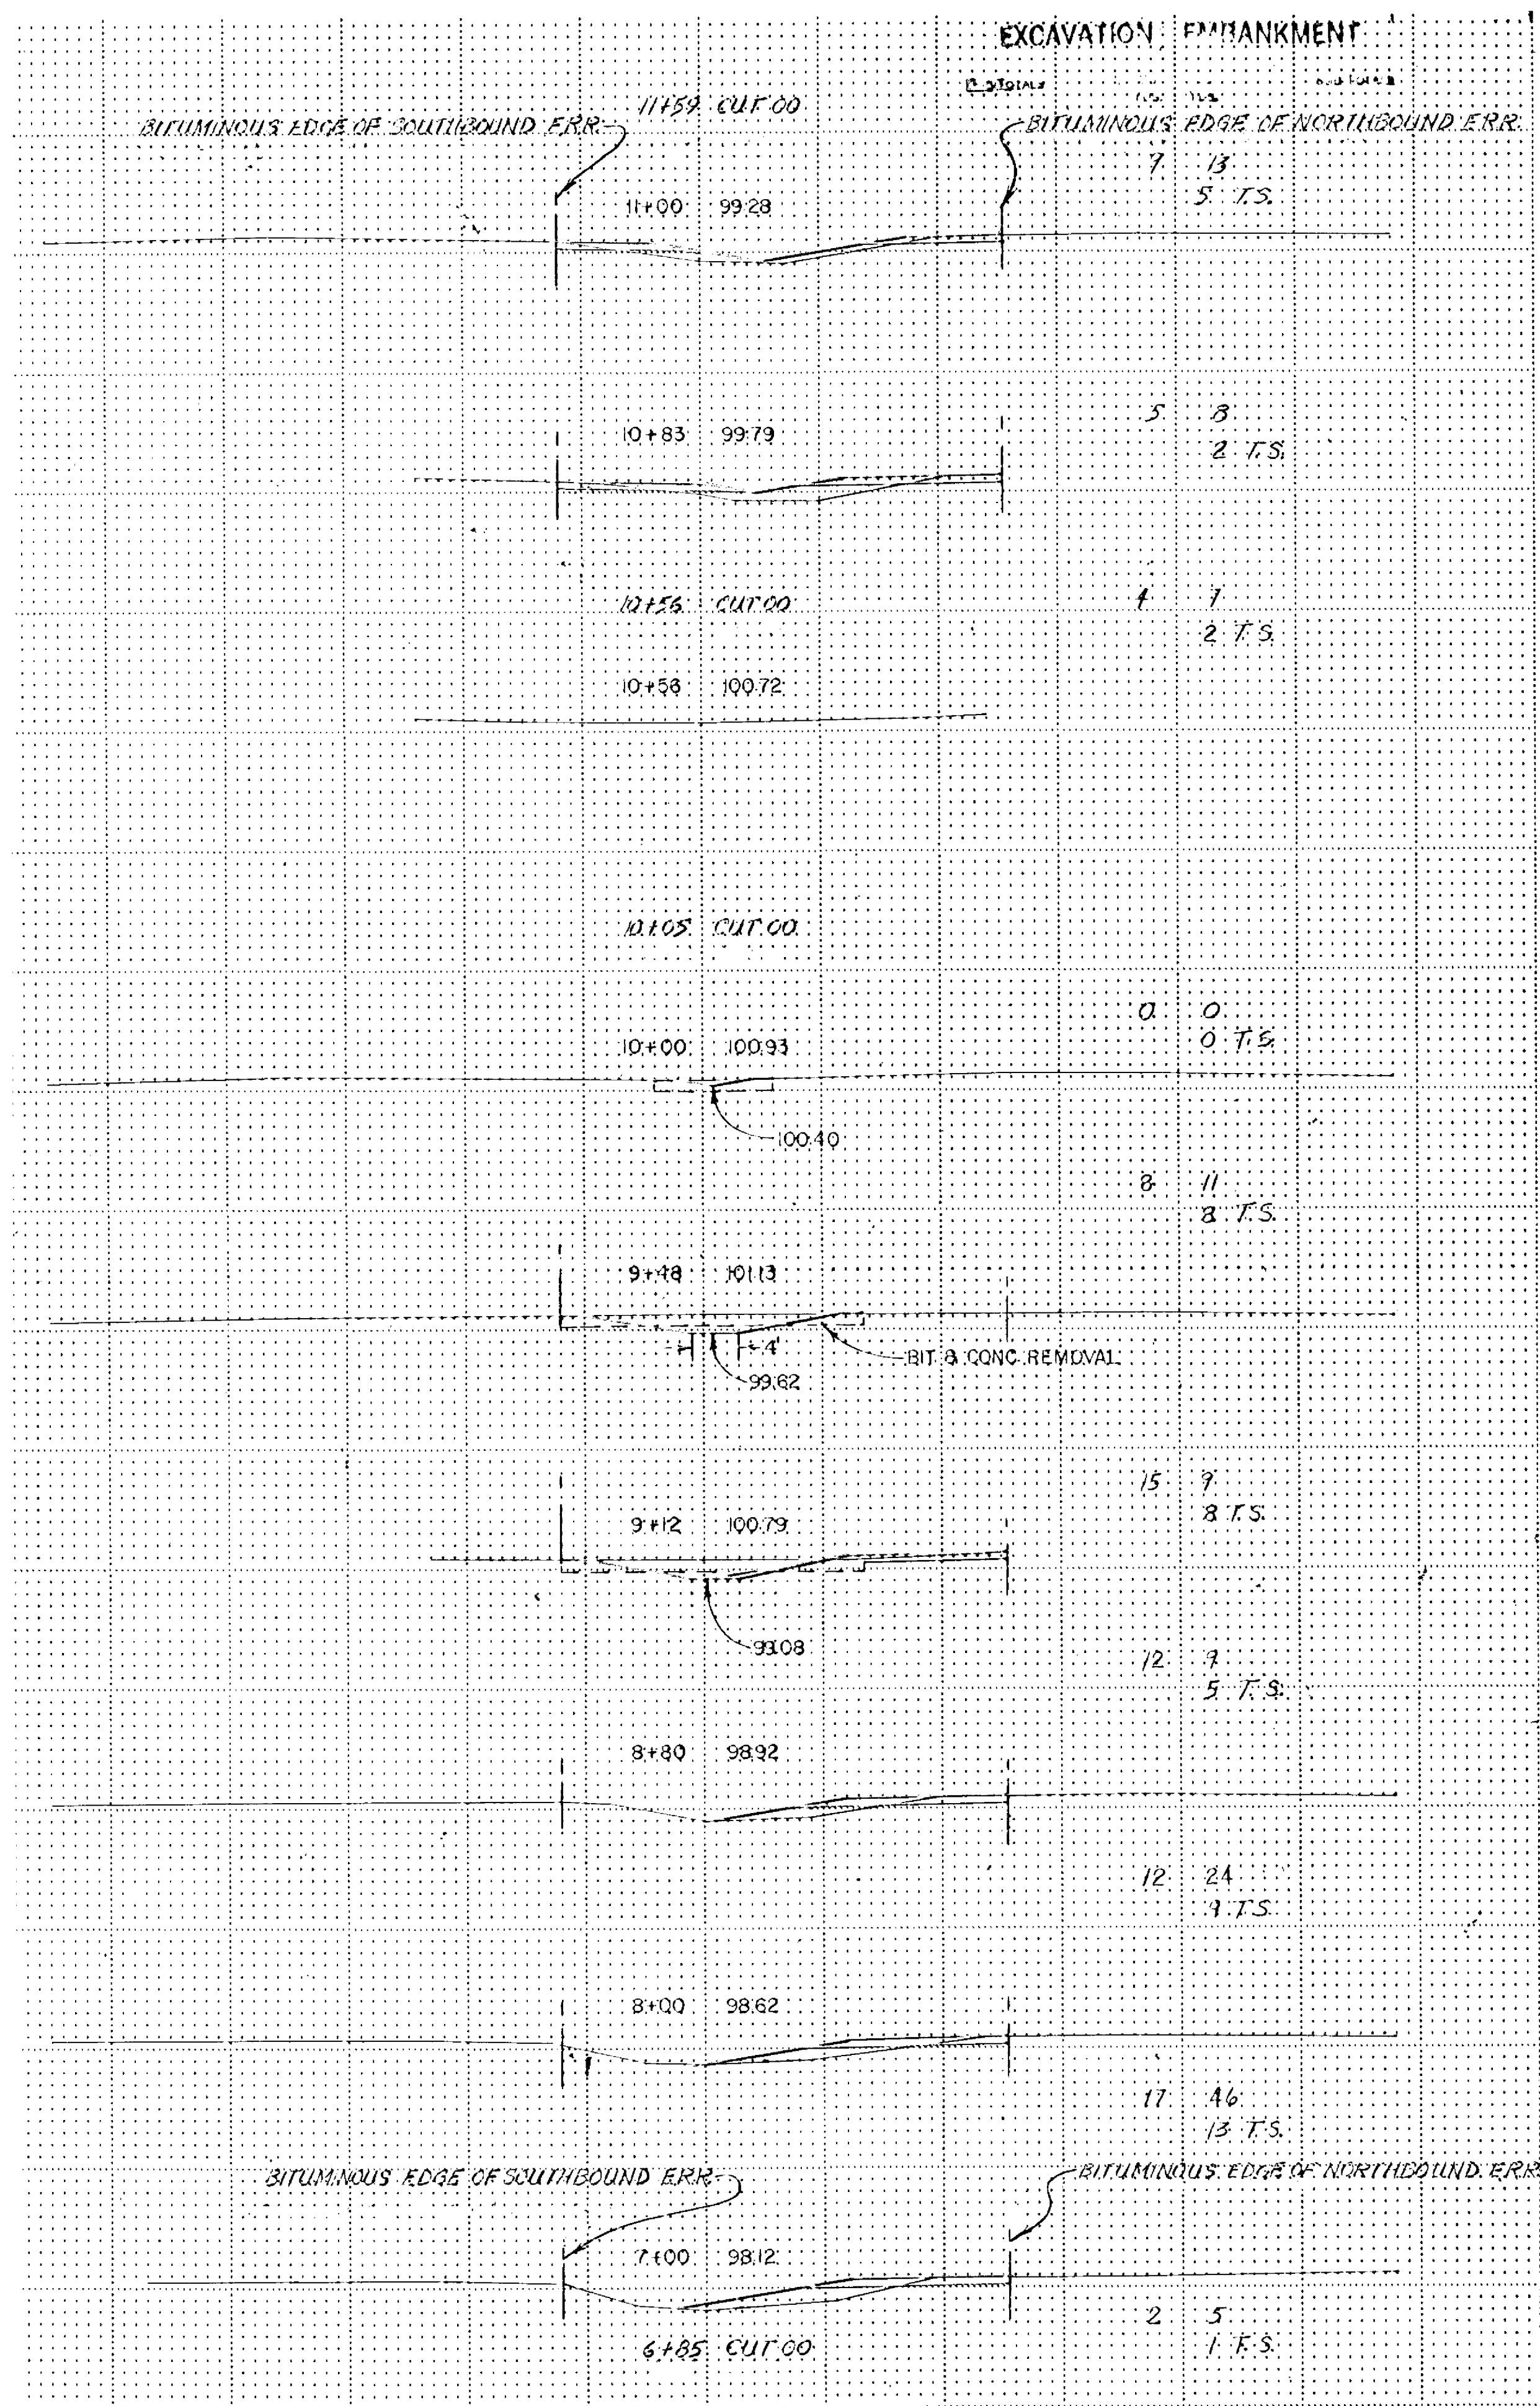 EXCAVATION EMBANKMENT
11+59 CUT 00
BITUMINOUS EDGE OF SOUTHBOUND ERR.
BITUMINOUS EDGE OF NORTHBOUND ERR.
9 13
5 T.S.
11+00 99.28
5 8
2 T.S.
10+83 99.79
10+56 CUT 00
4 7
2 T.S.
10+56 100.72
10+05 CUT 00
0 0
0 T.S.
10+00 100.93
100.40
8 11
8 T.S.
9+48 101.13
4'
BIT. & CONC. REMOVAL
99.62
15 9
8 T.S.
9+12 100.79
99.08
12 9
5 T.S.
8+80 98.92
12 24
9 T.S.
8+00 98.62
17 46
13 T.S.
BITUMINOUS EDGE OF SOUTHBOUND ERR.
BITUMINOUS EDGE OF NORTHBOUND ERR.
7+00 98.12
2 5
1 T.S.
6+85 CUT 00